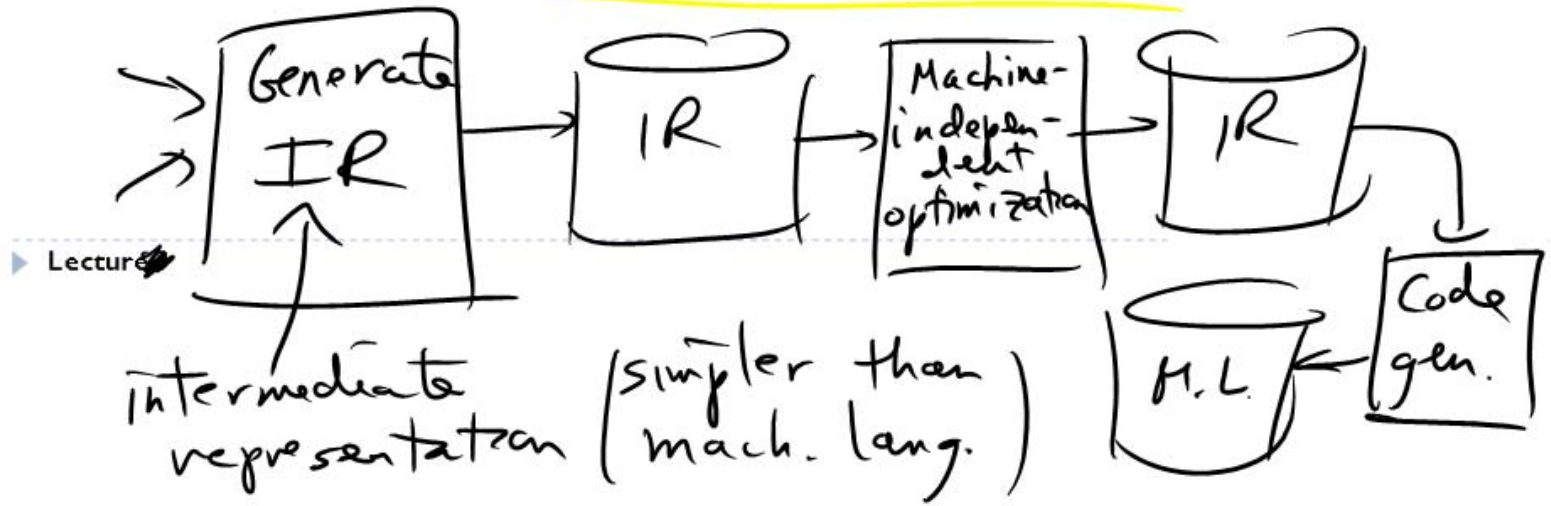 Generate
IR
IR
Machine-
indepen-
dent
optimization
IR
Lecture
Code
gen.
M.L.
intermediate
representation
(simpler than
mach. lang.)